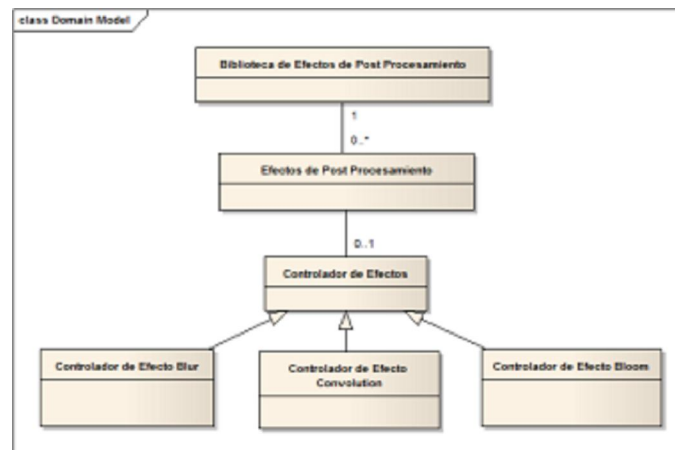 class Domain Model
Biblioteca de Efectos de Post Procesamiento
1
0..*
Efectos de Post Procesamiento
0..1
Controlador de Efectos
Controlador de Efecto Blur
Controlador de Efecto
Convolution
Controlador de Efecto Bloom